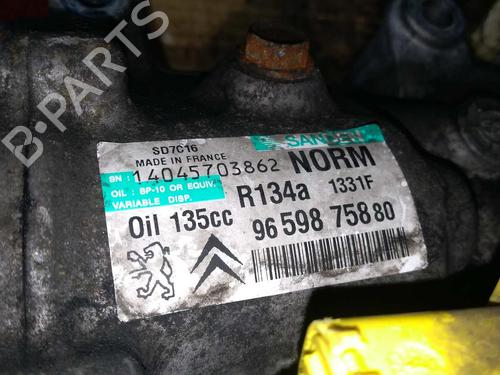 B-PARTS
SD7C16
MADE IN FRANCE
SANDEN
SN : 14045703862
NORM
OIL : SP-10 OR EQUIV.
VARIABLE DISP.
R134a 1331F
Oil 135cc
96 598 758 80